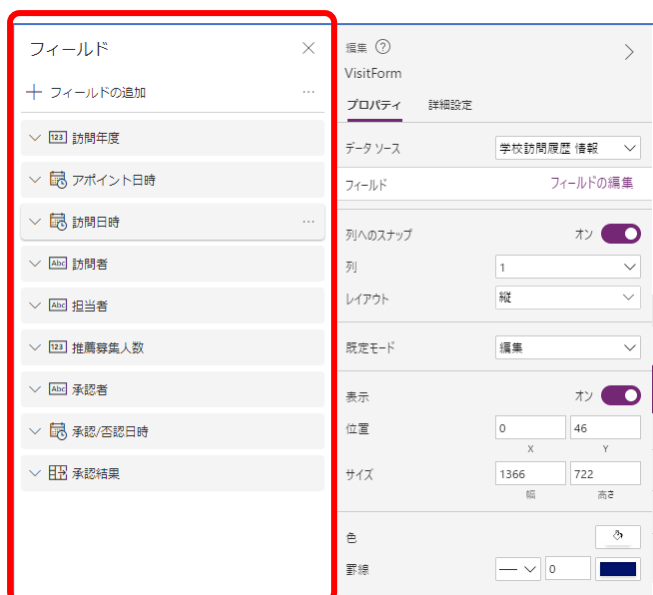 フィールド
フィールドの追加
123 訪問年度
アポイント日時
訪問日時
Abc 訪問者
Abc 担当者
123 推薦募集人数
Abc 承認者
承認/否認日時
承認結果
編集
VisitForm
プロパティ 詳細設定
データ ソース 学校訪問履歴 情報
フィールド フィールドの編集
列へのスナップ オン
列 1
レイアウト 縦
既定モード 編集
表示 オン
位置 0 46
X Y
サイズ 1366 722
幅 高さ
色
罫線 0